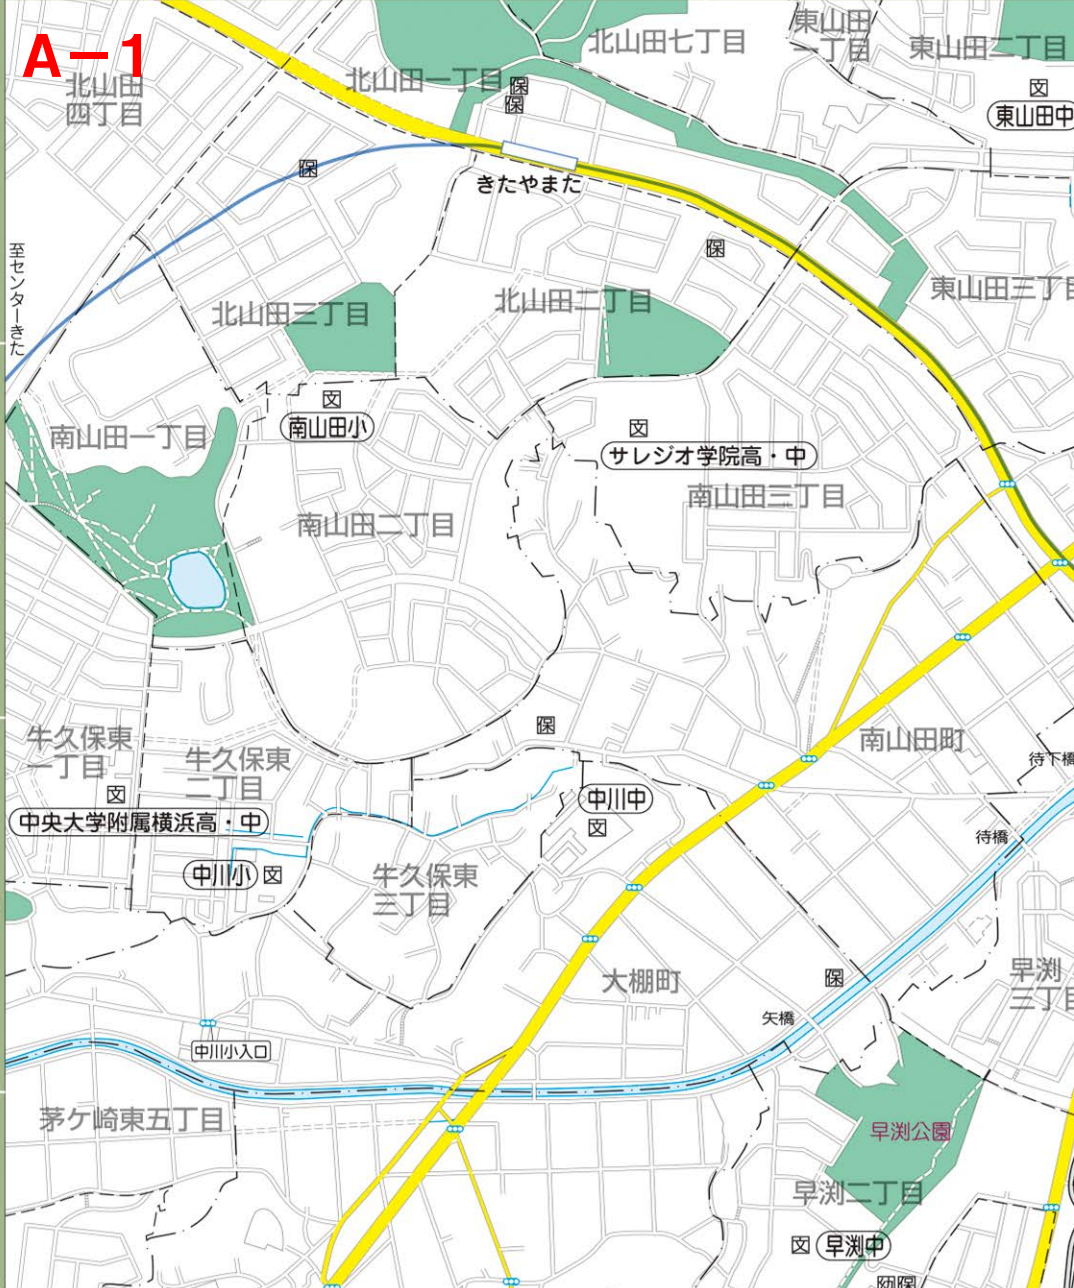 A－1
北山田
四丁目
北山田一丁目
保
保
北山田七丁目
東山田
一丁目
東山田二丁目
文
東山田中
保
きたやまた
保
至センターきた
北山田三丁目
北山田二丁目
東山田三丁目
文
南山田小
文
サレジオ学院高・中
南山田一丁目
南山田二丁目
南山田三丁目
保
牛久保東
一丁目
牛久保東
二丁目
南山田町
待下橋
文
中央大学附属横浜高・中
中川中
文
待橋
中川小
文
牛久保東
三丁目
大棚町
保
早渕
三丁目
矢橋
中川小入口
茅ケ崎東五丁目
早渕公園
早渕二丁目
文
早渕中
幼保